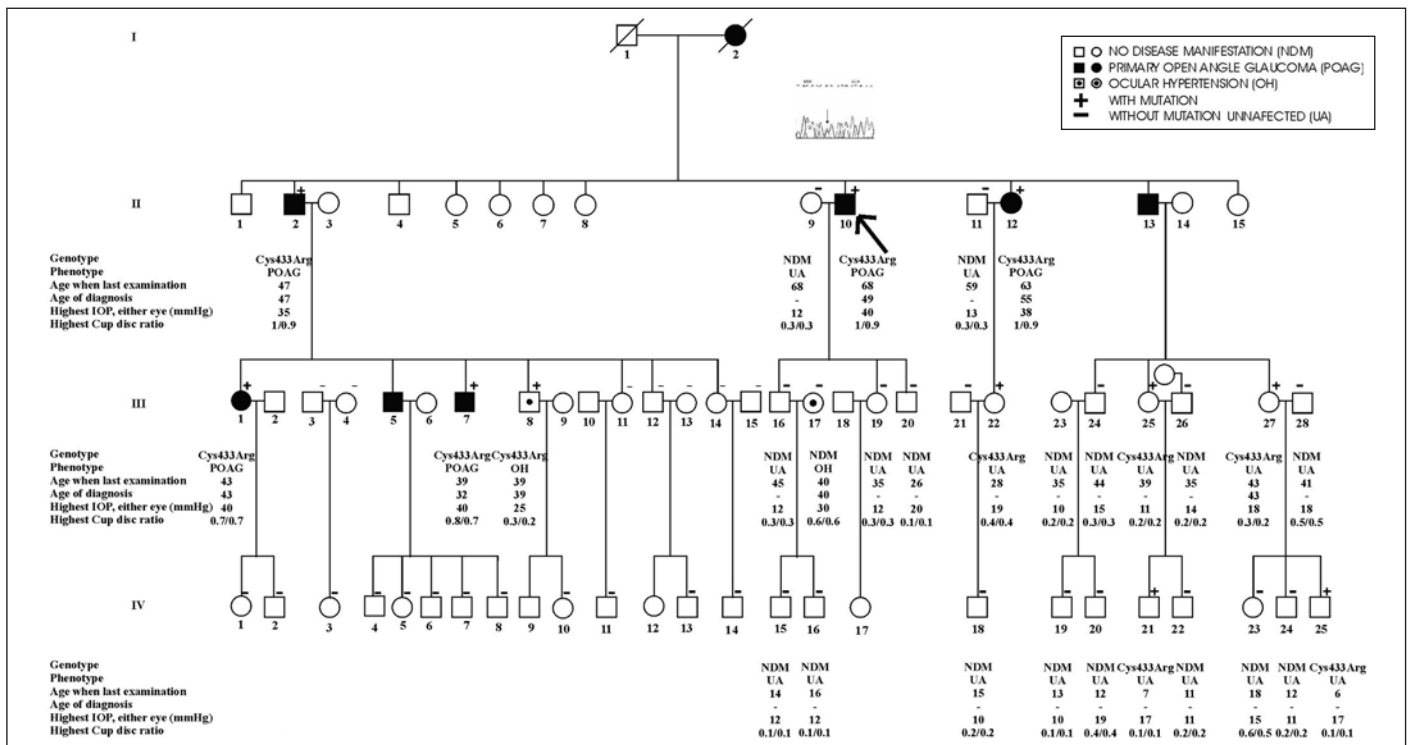 I
1 2
NO DISEASE MANIFESTATION (NDM)
PRIMARY OPEN ANGLE GLAUCOMA (POAG)
OCULAR HYPERTENSION (OH)
+ WITH MUTATION
- WITHOUT MUTATION UNNAFECTED (UA)
+ - + - +
II
1 2 3 4 5 6 7 8 9 10 11 12 13 14 15
Genotype Cys433Arg NDM Cys433Arg NDM Cys433Arg
Phenotype POAG UA POAG UA POAG
Age when last examination 47 68 68 59 63
Age of diagnosis 47 - 49 - 55
Highest IOP, either eye (mmHg) 35 12 40 13 38
Highest Cup disc ratio 1/0.9 0.3/0.3 1/0.9 0.3/0.3 1/0.9
+ - - + + - - - - - - - - - - + - + - + -
III
1 2 3 4 5 6 7 8 9 10 11 12 13 14 15 16 17 18 19 20 21 22 23 24 25 26 27 28
Genotype Cys433Arg Cys433Arg Cys433Arg NDM NDM NDM NDM Cys433Arg NDM NDM Cys433Arg NDM Cys433Arg NDM
Phenotype POAG POAG OH UA OH UA UA UA UA UA UA UA UA UA
Age when last examination 43 39 39 45 40 35 26 28 35 44 39 35 43 41
Age of diagnosis 43 32 39 - 40 - - - - - - - 43 -
Highest IOP, either eye (mmHg) 40 40 25 12 30 12 20 19 10 15 11 14 18 18
Highest Cup disc ratio 0.7/0.7 0.8/0.7 0.3/0.2 0.3/0.3 0.6/0.6 0.3/0.3 0.1/0.1 0.4/0.4 0.2/0.2 0.3/0.3 0.2/0.2 0.2/0.2 0.3/0.2 0.5/0.5
- - - - - - - - - - - - - - - - - + - - - +
IV
1 2 3 4 5 6 7 8 9 10 11 12 13 14 15 16 17 18 19 20 21 22 23 24 25
Genotype NDM NDM NDM NDM NDM Cys433Arg NDM NDM NDM Cys433Arg
Phenotype UA UA UA UA UA UA UA UA UA UA
Age when last examination 14 16 15 13 12 7 11 18 12 6
Age of diagnosis - - - - - - - - - -
Highest IOP, either eye (mmHg) 12 12 10 10 19 17 11 15 11 17
Highest Cup disc ratio 0.1/0.1 0.1/0.1 0.2/0.2 0.1/0.1 0.4/0.4 0.1/0.1 0.2/0.2 0.6/0.5 0.2/0.2 0.1/0.1